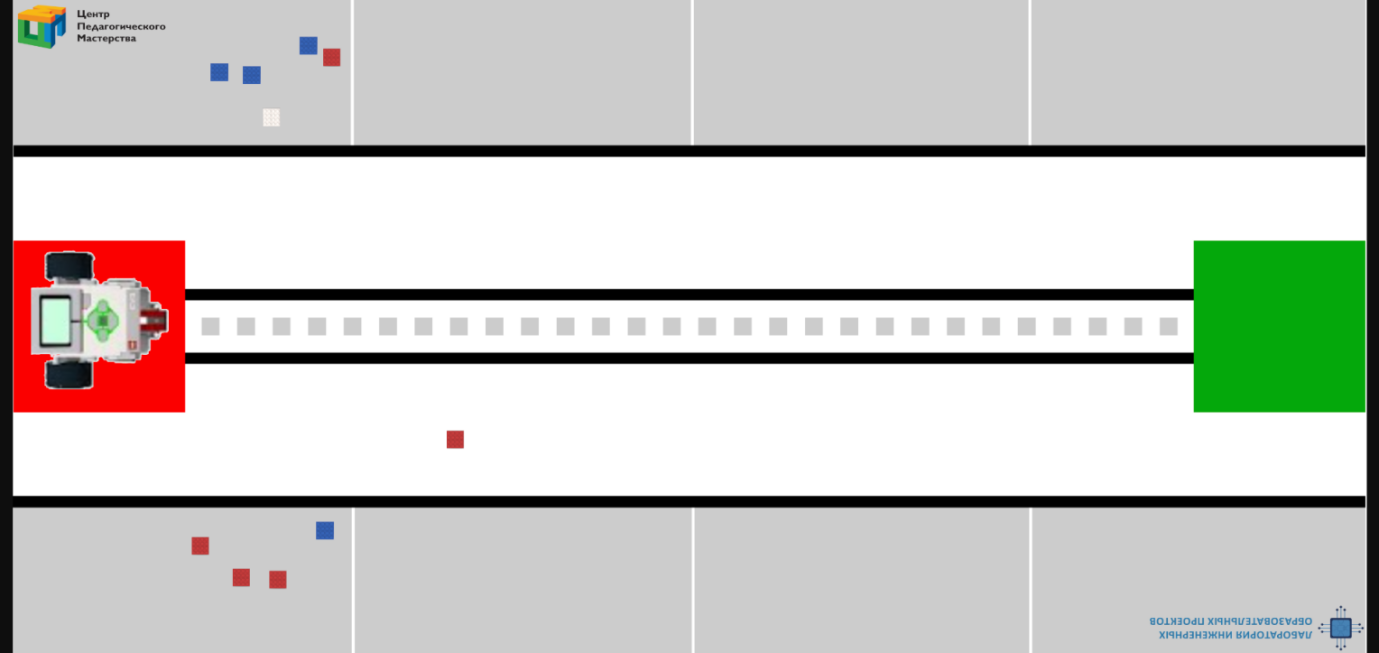 Центр
Педагогического
Мастерства
ЛАБОРАТОРИЯ ИНЖЕНЕРНЫХ
ОБРАЗОВАТЕЛЬНЫХ ПРОЕКТОВ